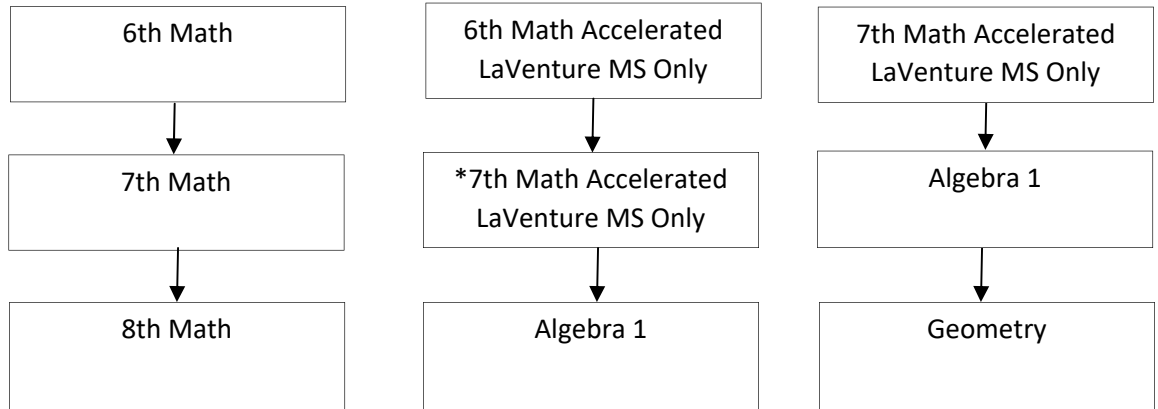 6th Math
6th Math Accelerated
LaVenture MS Only
7th Math Accelerated
LaVenture MS Only
7th Math
*7th Math Accelerated
LaVenture MS Only
Algebra 1
8th Math
Algebra 1
Geometry